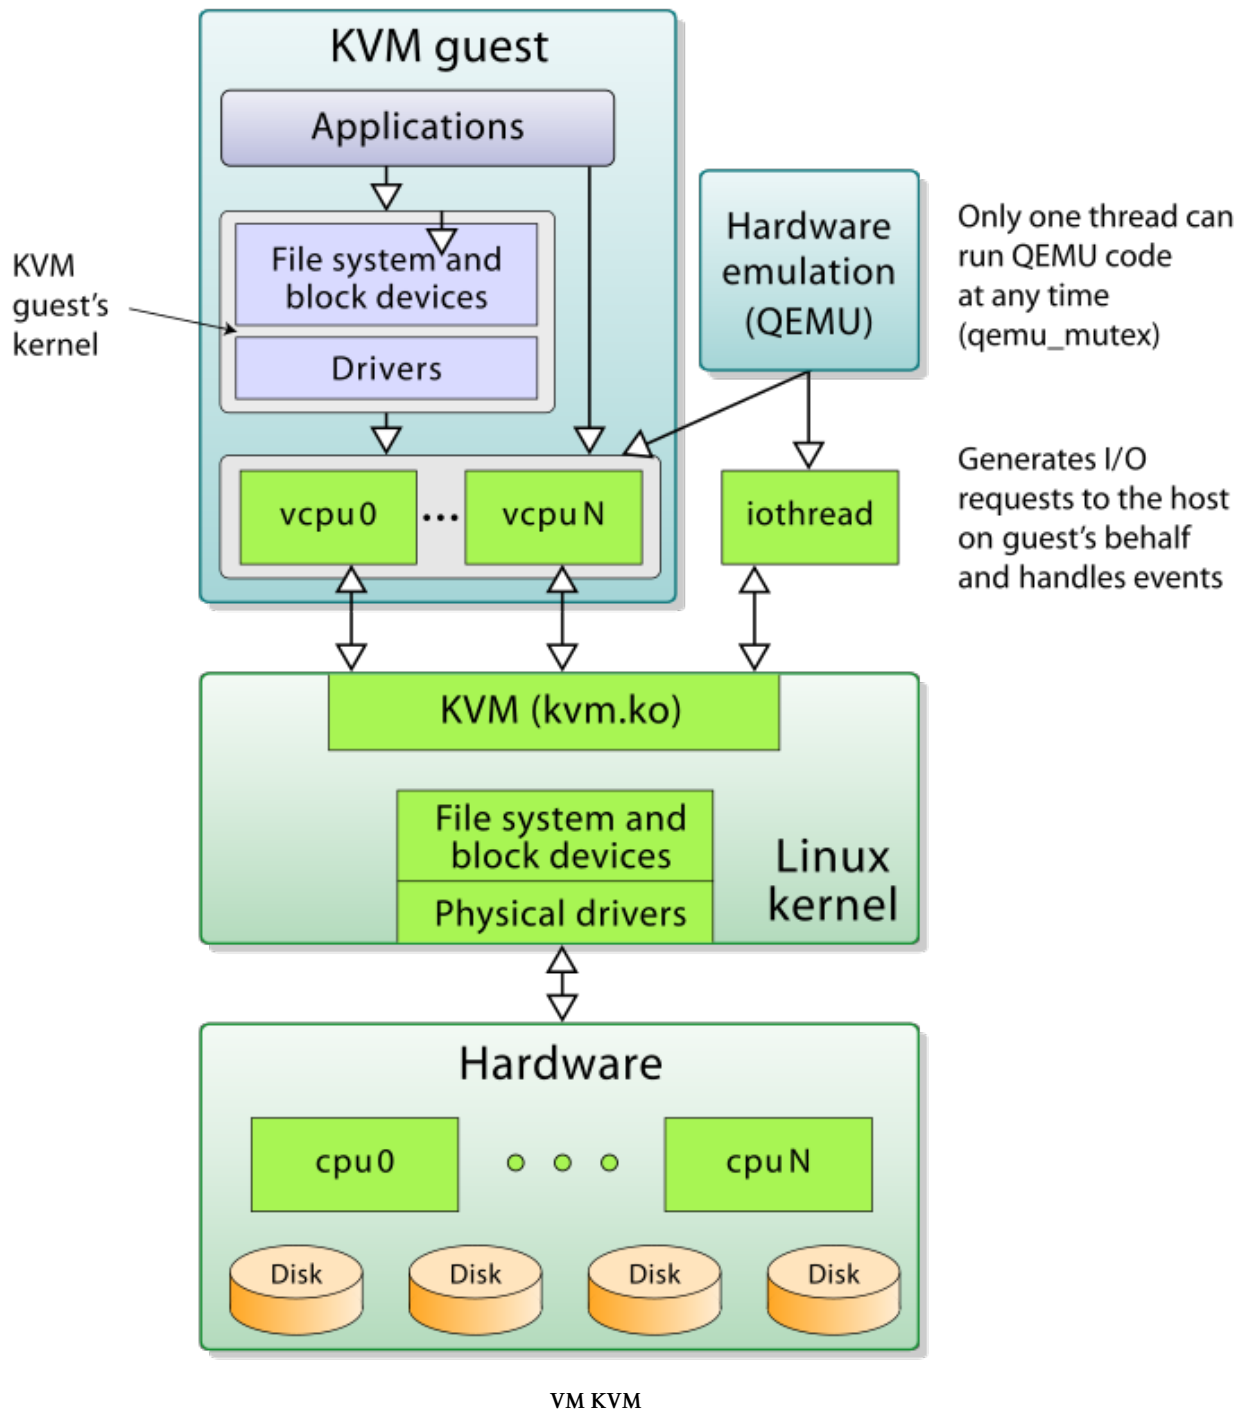 KVM guest
Applications
File system and
block devices
Drivers
KVM
guest's
kernel
vcpu0
...
vcpuN
Hardware
emulation
(QEMU)
Only one thread can
run QEMU code
at any time
(qemu_mutex)
iothread
Generates I/O
requests to the host
on guest's behalf
and handles events
KVM (kvm.ko)
File system and
block devices
Physical drivers
Linux
kernel
Hardware
cpu0
cpuN
Disk
Disk
Disk
Disk
VM KVM